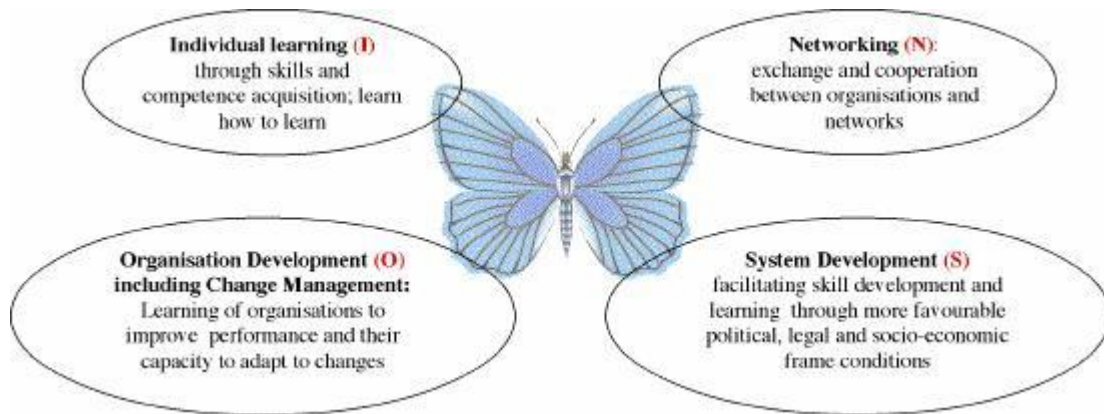 Individual learning (I)
through skills and
competence acquisition; learn
how to learn
Networking (N):
exchange and cooperation
between organisations and
networks
Organisation Development (O)
including Change Management:
Learning of organisations to
improve performance and their
capacity to adapt to changes
System Development (S)
facilitating skill development and
learning through more favourable
political, legal and socio-economic
frame conditions